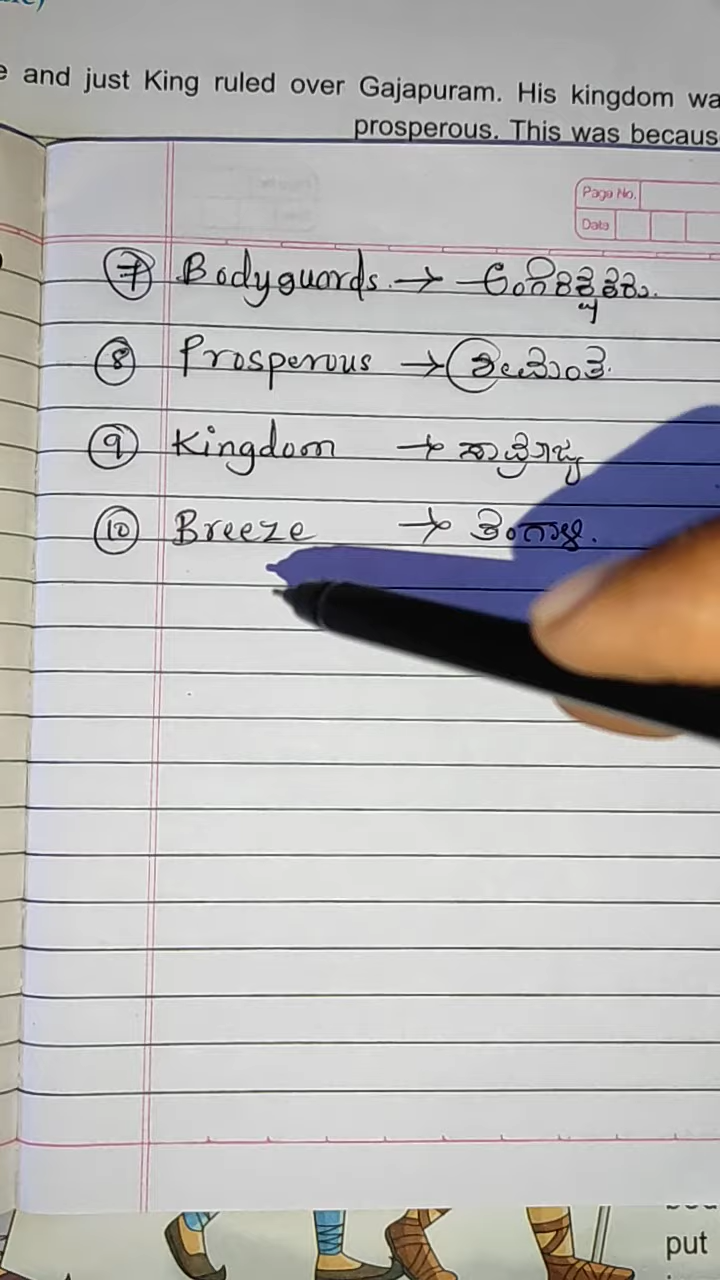 and just King ruled over Gajapuram. His kingdom wa
prosperous. This was becaus
Page No.
Date
7 Bodyguards → ಅಂಗರಕ್ಷಕರು.
8 Prosperous → ಶ್ರೀಮಂತ.
9 Kingdom → ಸಾಮ್ರಾಜ್ಯ
10 Breeze → ತಂಗಾಳಿ.
put